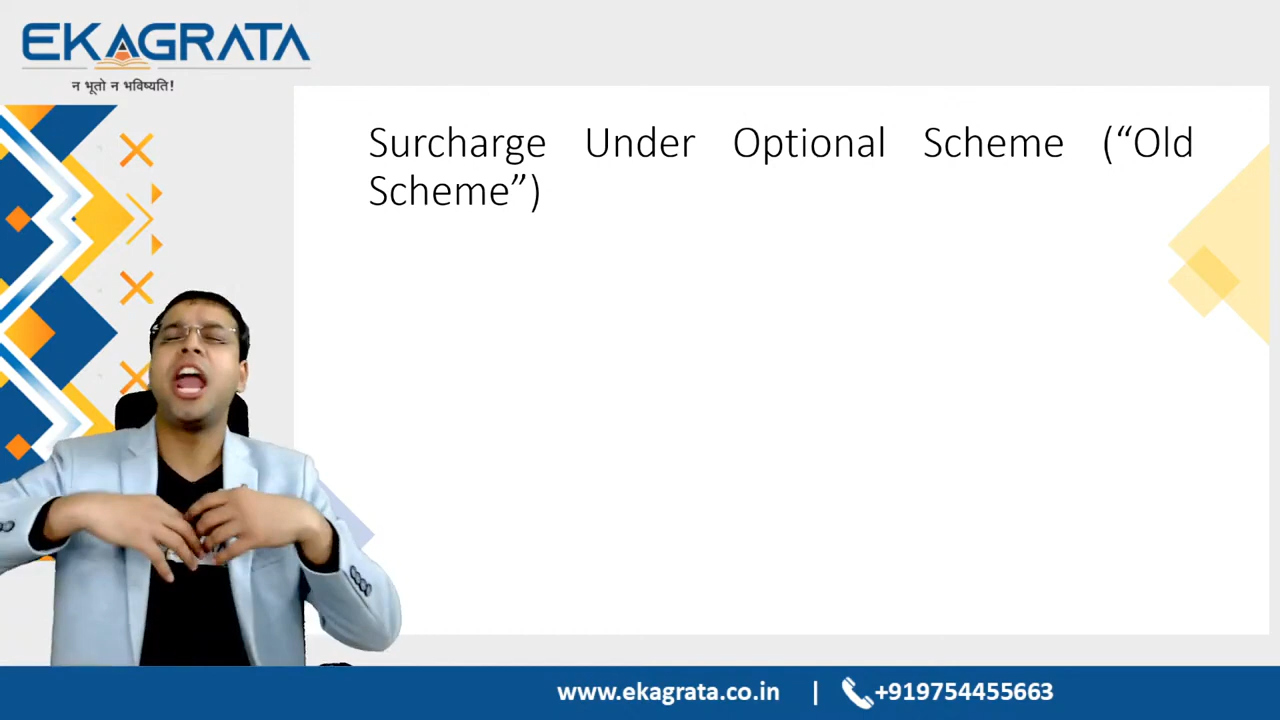 EKAGRATA
न भूतो न भविष्यति!
Surcharge Under Optional Scheme (“Old
Scheme”)
www.ekagrata.co.in | +919754455663